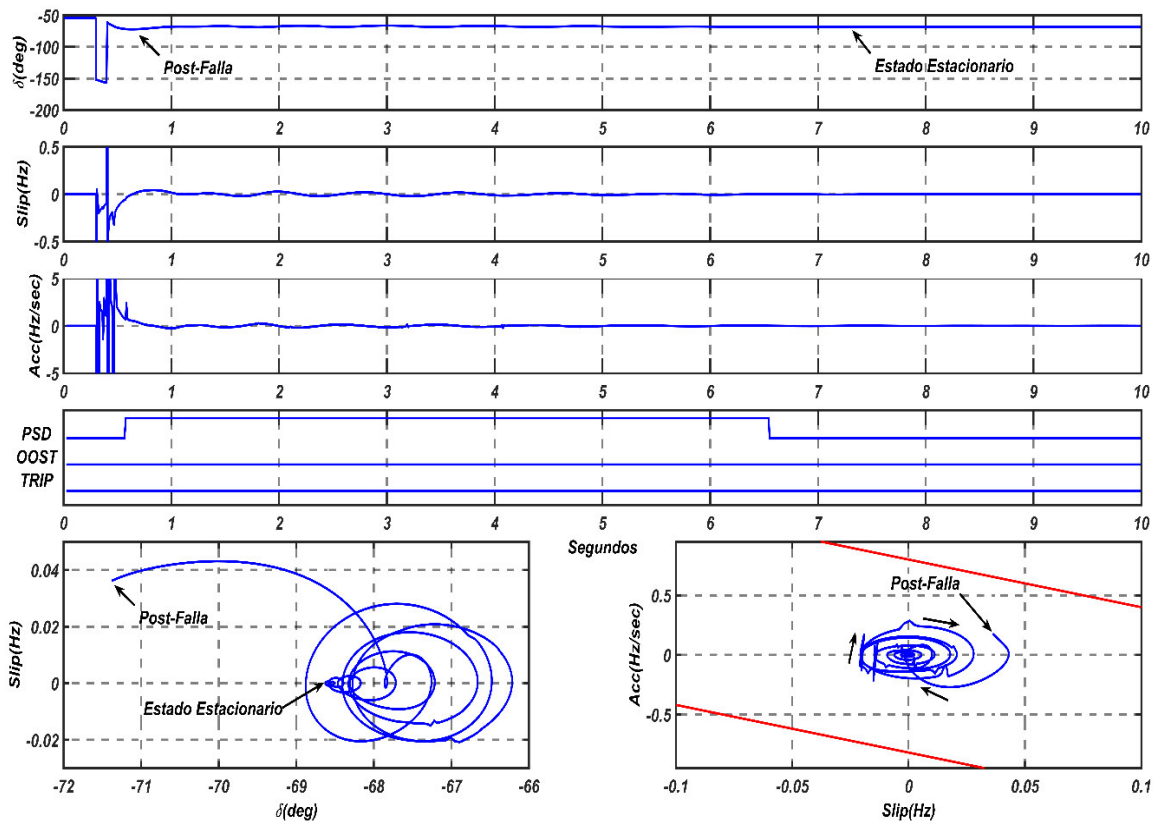 -50
-100
-150
-200
δ(deg)
Post-Falla
Estado Estacionario
0 1 2 3 4 5 6 7 8 9 10
0.5
0
-0.5
Slip(Hz)
0 1 2 3 4 5 6 7 8 9 10
5
0
-5
Acc(Hz/sec)
0 1 2 3 4 5 6 7 8 9 10
PSD
OOST
TRIP
0 1 2 3 4 5 6 7 8 9 10
Segundos
0.04
0.02
0
-0.02
Slip(Hz)
Post-Falla
Estado Estacionario
-72 -71 -70 -69 -68 -67 -66
δ(deg)
0.5
0
-0.5
Acc(Hz/sec)
Post-Falla
-0.1 -0.05 0 0.05 0.1
Slip(Hz)